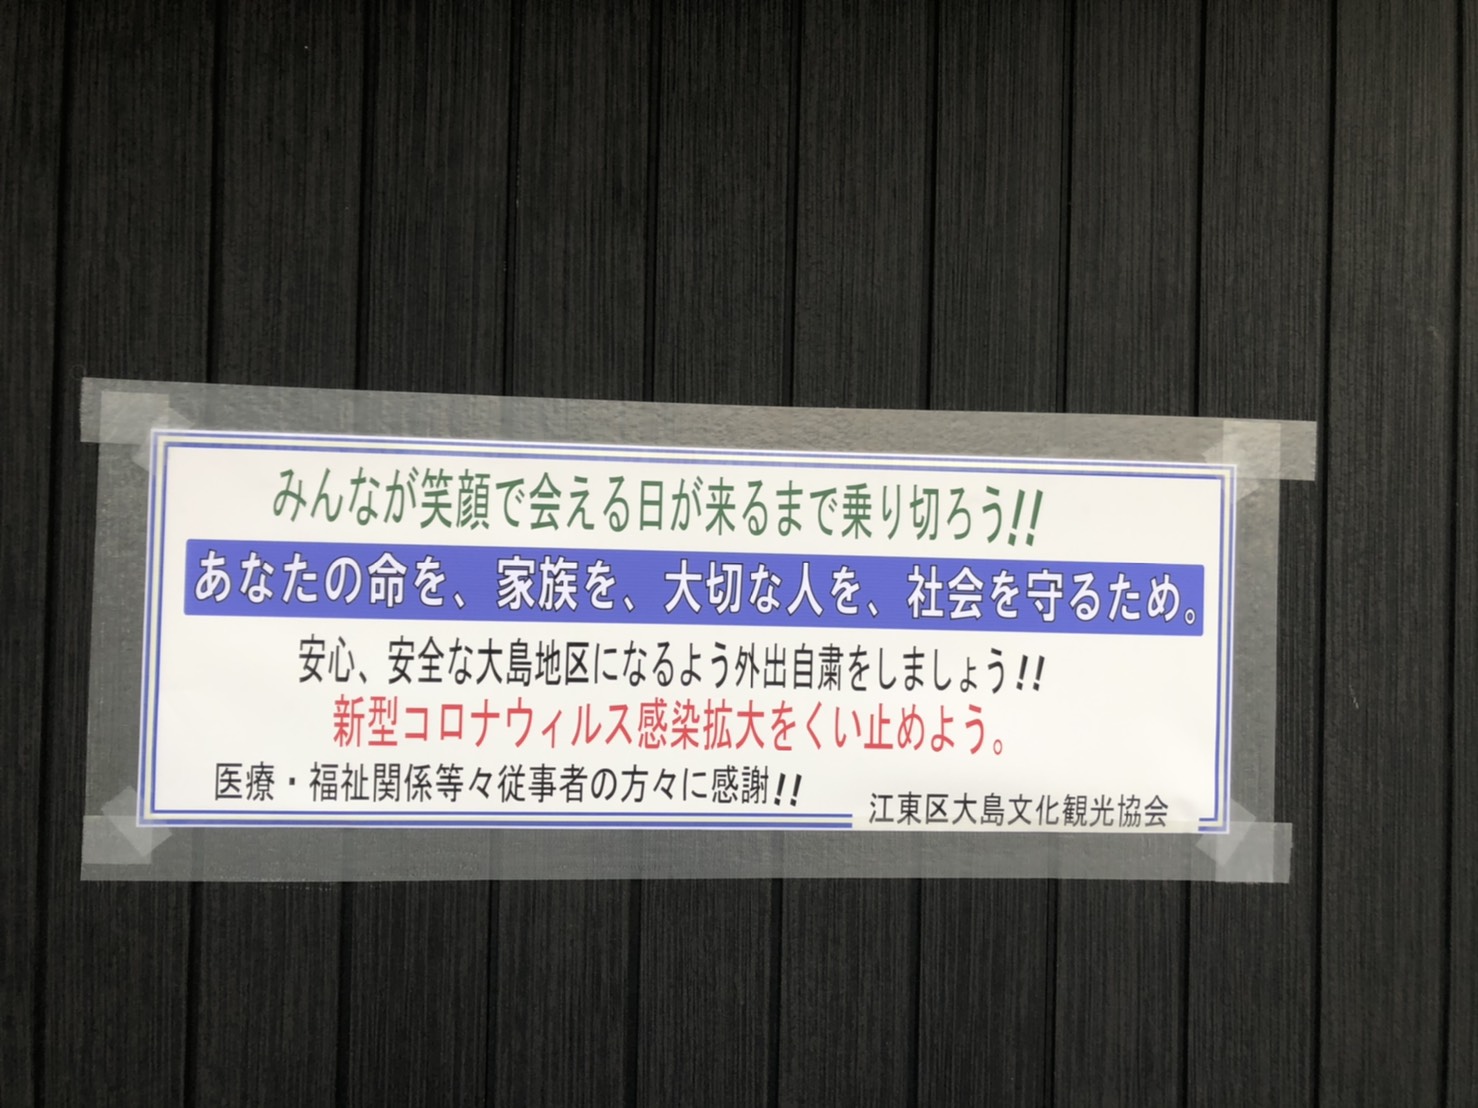 みんなが笑顔で会える日が来るまで乗り切ろう!!
あなたの命を、家族を、大切な人を、社会を守るため。
安心、安全な大島地区になるよう外出自粛をしましょう!!
新型コロナウィルス感染拡大をくい止めよう。
医療・福祉関係等々従事者の方々に感謝!!
江東区大島文化観光協会